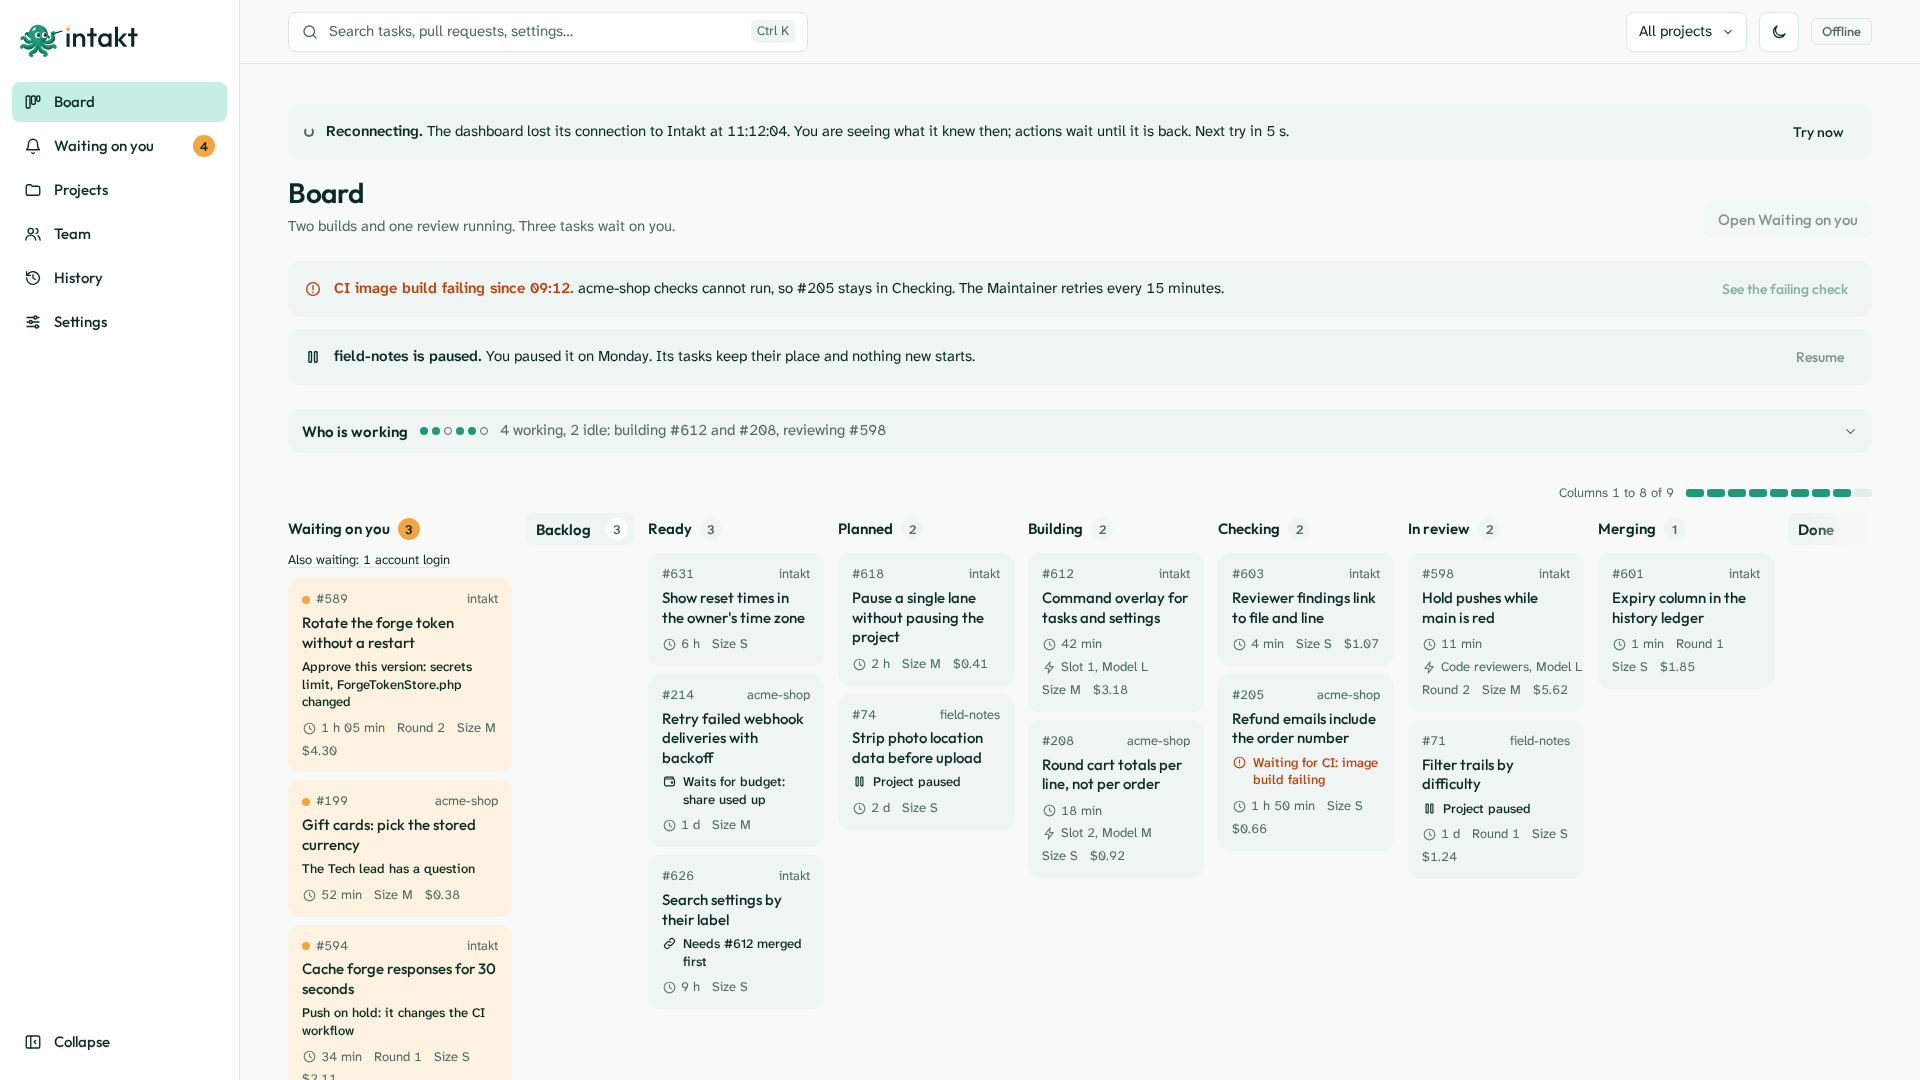 intakt
Search tasks, pull requests, settings...
Ctrl K
All projects
Offline
Board
Waiting on you
4
Projects
Team
History
Settings
Collapse
Reconnecting. The dashboard lost its connection to Intakt at 11:12:04. You are seeing what it knew then; actions wait until it is back. Next try in 5 s.
Try now
Board
Two builds and one review running. Three tasks wait on you.
Open Waiting on you
CI image build failing since 09:12. acme-shop checks cannot run, so #205 stays in Checking. The Maintainer retries every 15 minutes.
See the failing check
field-notes is paused. You paused it on Monday. Its tasks keep their place and nothing new starts.
Resume
Who is working
4 working, 2 idle: building #612 and #208, reviewing #598
Columns 1 to 8 of 9
Waiting on you 3
Also waiting: 1 account login
#589 intakt
Rotate the forge token
without a restart
Approve this version: secrets
limit, ForgeTokenStore.php
changed
1 h 05 min Round 2 Size M
$4.30
#199 acme-shop
Gift cards: pick the stored
currency
The Tech lead has a question
52 min Size M $0.38
#594 intakt
Cache forge responses for 30
seconds
Push on hold: it changes the CI
workflow
34 min Round 1 Size S
$2.11
Backlog 3
Ready 3
#631 intakt
Show reset times in
the owner's time zone
6 h Size S
#214 acme-shop
Retry failed webhook
deliveries with
backoff
Waits for budget:
share used up
1 d Size M
#626 intakt
Search settings by
their label
Needs #612 merged
first
9 h Size S
Planned 2
#618 intakt
Pause a single lane
without pausing the
project
2 h Size M $0.41
#74 field-notes
Strip photo location
data before upload
Project paused
2 d Size S
Building 2
#612 intakt
Command overlay for
tasks and settings
42 min
Slot 1, Model L
Size M $3.18
#208 acme-shop
Round cart totals per
line, not per order
18 min
Slot 2, Model M
Size S $0.92
Checking 2
#603 intakt
Reviewer findings link
to file and line
4 min Size S $1.07
#205 acme-shop
Refund emails include
the order number
Waiting for CI: image
build failing
1 h 50 min Size S
$0.66
In review 2
#598 intakt
Hold pushes while
main is red
11 min
Code reviewers, Model L
Round 2 Size M $5.62
#71 field-notes
Filter trails by
difficulty
Project paused
1 d Round 1 Size S
$1.24
Merging 1
#601 intakt
Expiry column in the
history ledger
1 min Round 1
Size S $1.85
Done